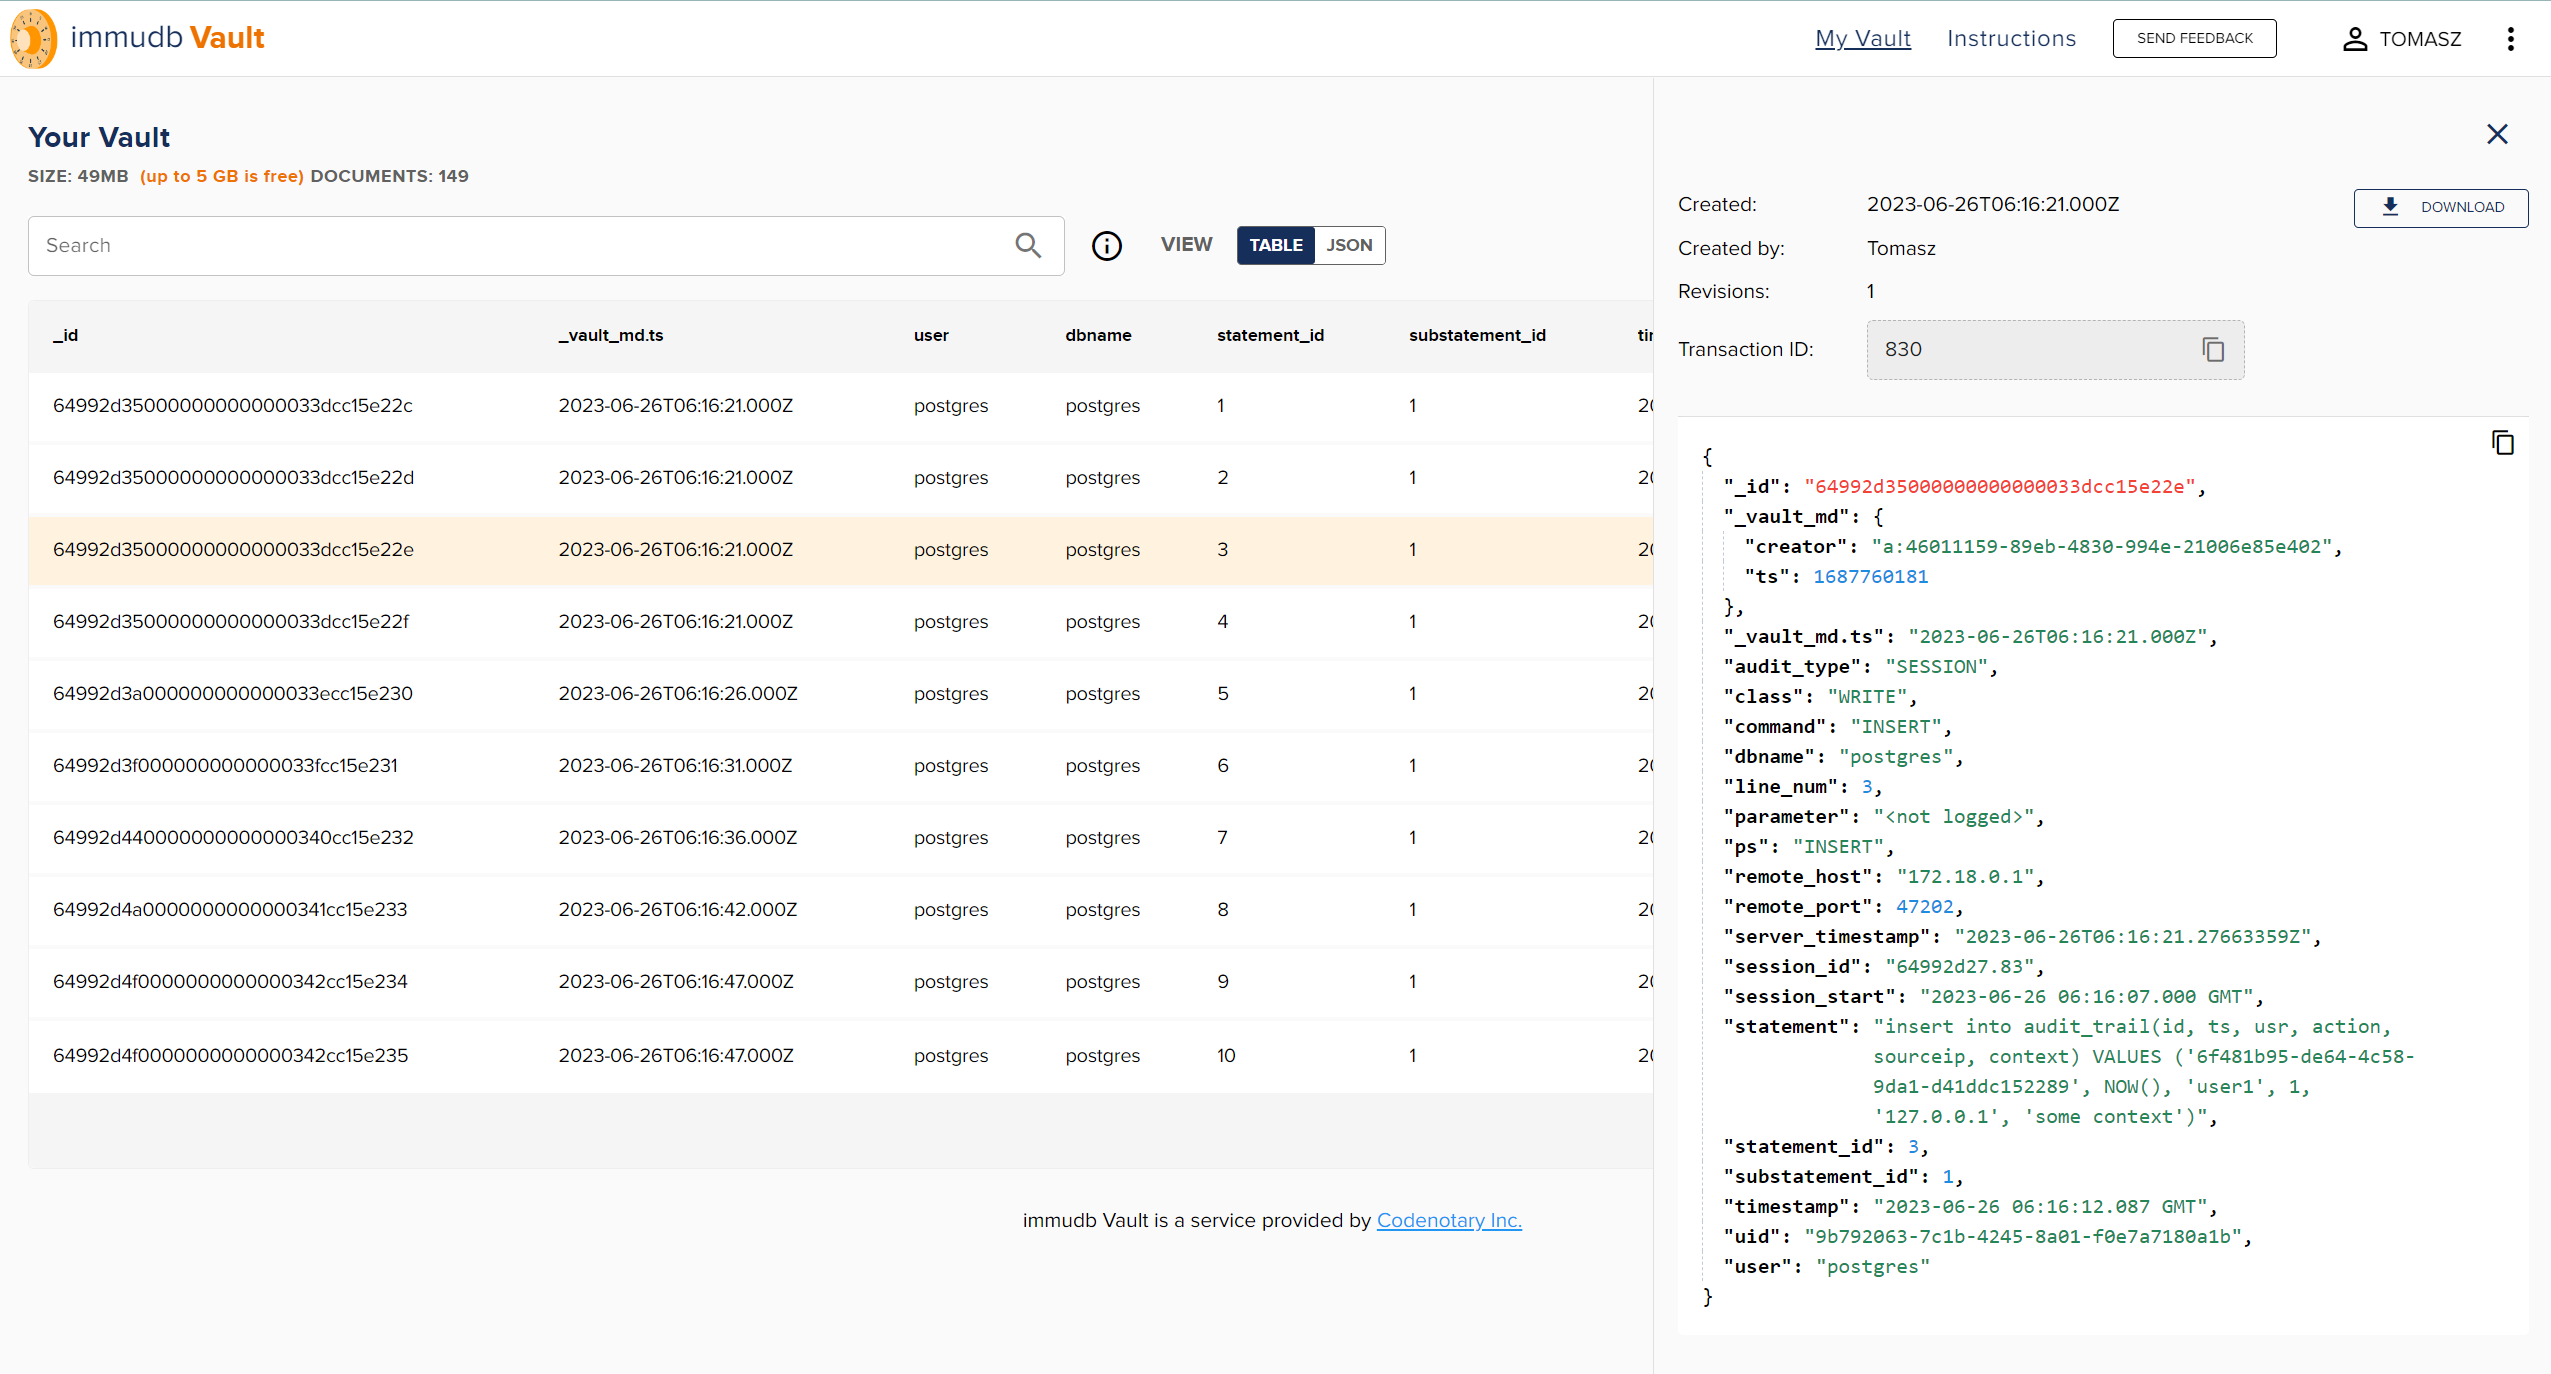 immudb Vault
My Vault
Instructions
SEND FEEDBACK
TOMASZ
Your Vault
SIZE: 49MB (up to 5 GB is free) DOCUMENTS: 149
Search
VIEW
TABLE
JSON
_id _vault_md.ts user dbname statement_id substatement_id
64992d35000000000000033dcc15e22c 2023-06-26T06:16:21.000Z postgres postgres 1 1
64992d35000000000000033dcc15e22d 2023-06-26T06:16:21.000Z postgres postgres 2 1
64992d35000000000000033dcc15e22e 2023-06-26T06:16:21.000Z postgres postgres 3 1
64992d35000000000000033dcc15e22f 2023-06-26T06:16:21.000Z postgres postgres 4 1
64992d3a000000000000033ecc15e230 2023-06-26T06:16:26.000Z postgres postgres 5 1
64992d3f000000000000033fcc15e231 2023-06-26T06:16:31.000Z postgres postgres 6 1
64992d440000000000000340cc15e232 2023-06-26T06:16:36.000Z postgres postgres 7 1
64992d4a0000000000000341cc15e233 2023-06-26T06:16:42.000Z postgres postgres 8 1
64992d4f0000000000000342cc15e234 2023-06-26T06:16:47.000Z postgres postgres 9 1
64992d4f0000000000000342cc15e235 2023-06-26T06:16:47.000Z postgres postgres 10 1
immudb Vault is a service provided by Codenotary Inc.
Created: 2023-06-26T06:16:21.000Z
DOWNLOAD
Created by: Tomasz
Revisions: 1
Transaction ID: 830
{
"_id": "64992d35000000000000033dcc15e22e",
"_vault_md": {
"creator": "a:46011159-89eb-4830-994e-21006e85e402",
"ts": 1687760181
},
"_vault_md.ts": "2023-06-26T06:16:21.000Z",
"audit_type": "SESSION",
"class": "WRITE",
"command": "INSERT",
"dbname": "postgres",
"line_num": 3,
"parameter": "<not logged>",
"ps": "INSERT",
"remote_host": "172.18.0.1",
"remote_port": 47202,
"server_timestamp": "2023-06-26T06:16:21.27663359Z",
"session_id": "64992d27.83",
"session_start": "2023-06-26 06:16:07.000 GMT",
"statement": "insert into audit_trail(id, ts, usr, action,
sourceip, context) VALUES ('6f481b95-de64-4c58-
9da1-d41ddc152289', NOW(), 'user1', 1,
'127.0.0.1', 'some context')",
"statement_id": 3,
"substatement_id": 1,
"timestamp": "2023-06-26 06:16:12.087 GMT",
"uid": "9b792063-7c1b-4245-8a01-f0e7a7180a1b",
"user": "postgres"
}